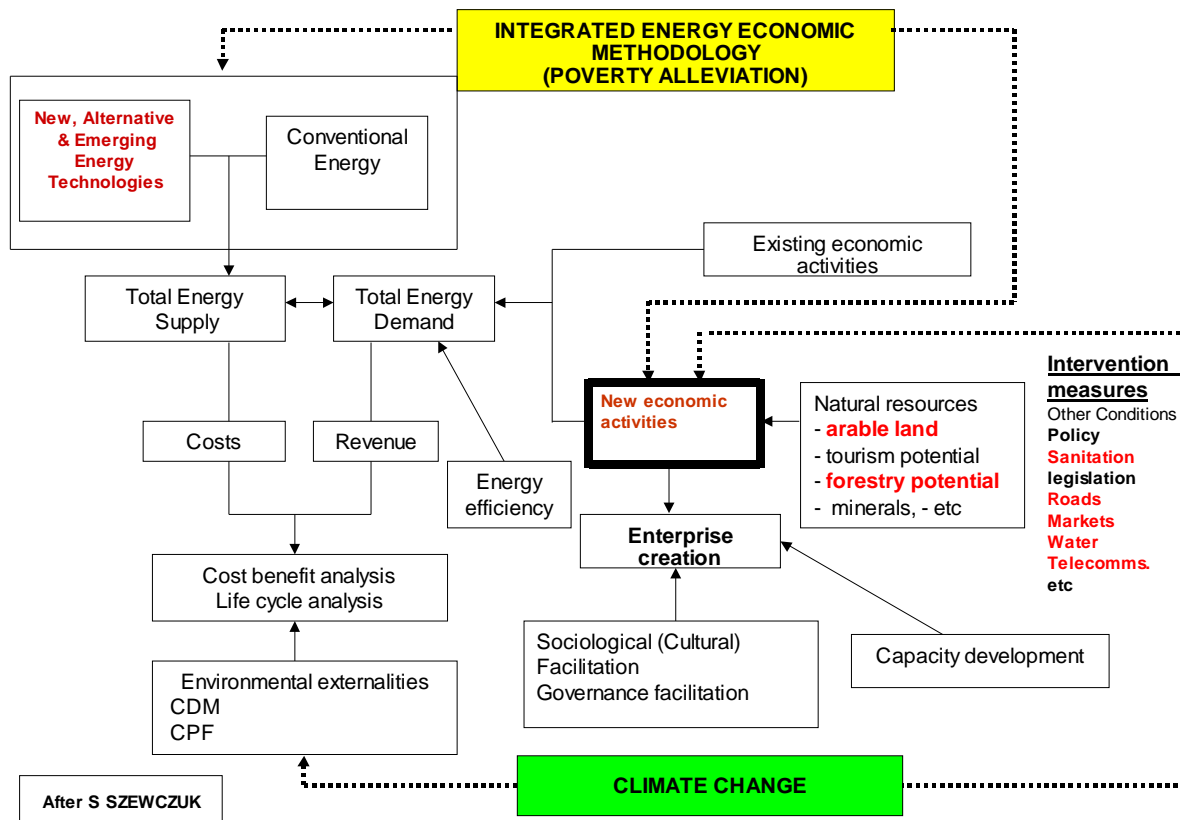 INTEGRATED ENERGY ECONOMIC
METHODOLOGY
(POVERTY ALLEVIATION)
New, Alternative
& Emerging
Energy
Technologies
Conventional
Energy
Existing economic
activities
Total Energy
Supply
Total Energy
Demand
New economic
activities
Natural resources
- arable land
- tourism potential
- forestry potential
- minerals, - etc
Intervention
measures
Other Conditions
Policy
Sanitation
legislation
Roads
Markets
Water
Telecomms.
etc
Costs
Revenue
Energy
efficiency
Enterprise
creation
Cost benefit analysis
Life cycle analysis
Sociological (Cultural)
Facilitation
Governance facilitation
Capacity development
Environmental externalities
CDM
CPF
CLIMATE CHANGE
After S SZEWCZUK